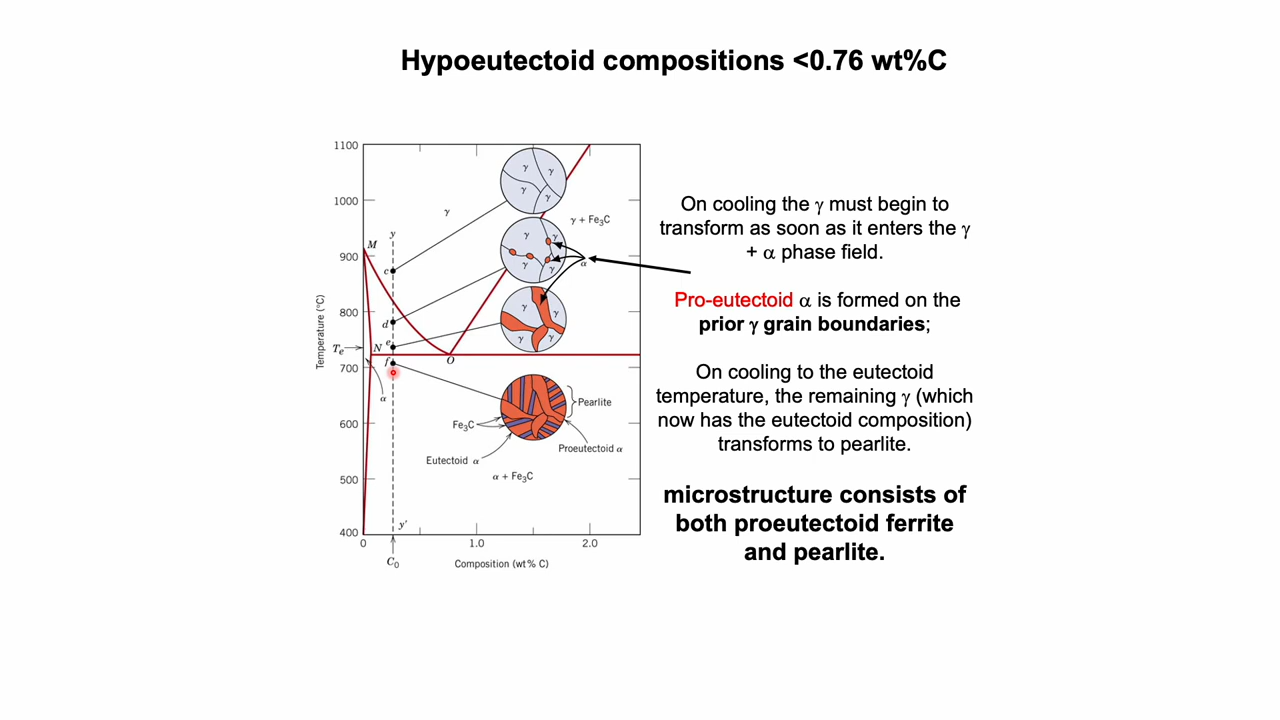 Hypoeutectoid compositions <0.76 wt%C
1100
1000
900
800
700
600
500
400
Temperature (°C)
T𝑒
M
N
O
y
c
d
e
f
y′
γ
α
γ γ
γ γ
γ + Fe₃C
γ γ
γ γ
α
γ γ
γ γ
Pearlite
Fe₃C
Proeutectoid α
Eutectoid α
α + Fe₃C
0 1.0 2.0
C₀
Composition (wt% C)
On cooling the γ must begin to
transform as soon as it enters the γ
+ α phase field.
Pro-eutectoid α is formed on the
prior γ grain boundaries;
On cooling to the eutectoid
temperature, the remaining γ (which
now has the eutectoid composition)
transforms to pearlite.
microstructure consists of
both proeutectoid ferrite
and pearlite.